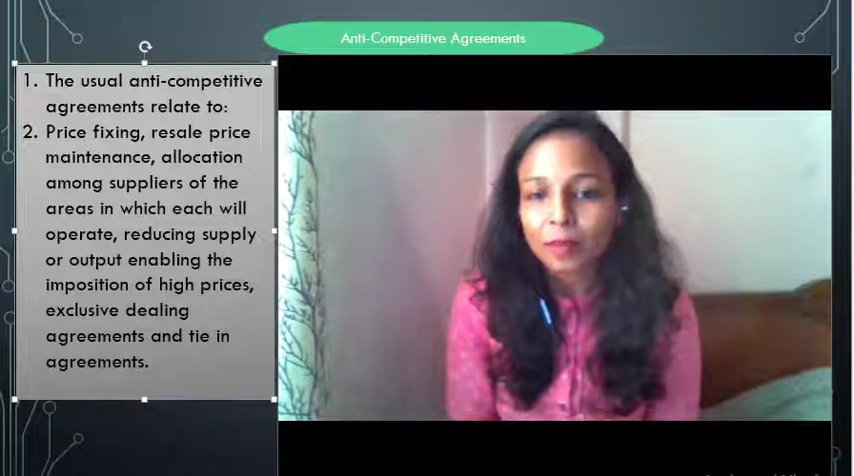 Anti-Competitive Agreements
1. The usual anti-competitive
agreements relate to:
2. Price fixing, resale price
maintenance, allocation
among suppliers of the
areas in which each will
operate, reducing supply
or output enabling the
imposition of high prices,
exclusive dealing
agreements and tie in
agreements.